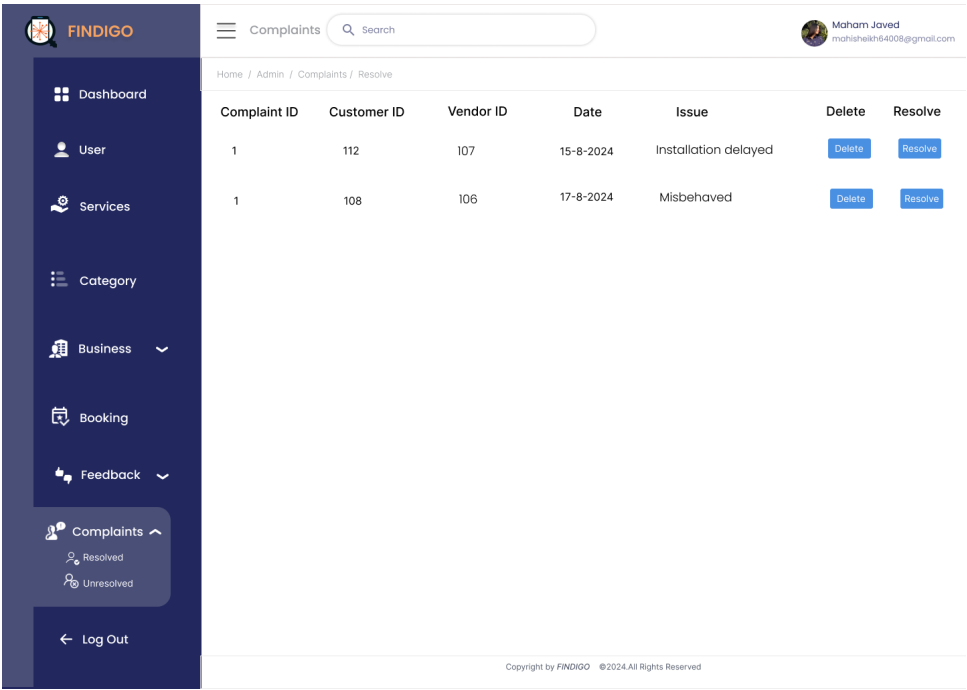 FINDIGO
Complaints
Search
Maham Javed
mahisheikh64008@gmail.com
Home / Admin / Complaints / Resolve
Dashboard
User
Services
Category
Business
Booking
Feedback
Complaints
Resolved
Unresolved
Log Out
Complaint ID Customer ID Vendor ID Date Issue Delete Resolve
1 112 107 15-8-2024 Installation delayed Delete Resolve
1 108 106 17-8-2024 Misbehaved Delete Resolve
Copyright by FINDIGO ©2024.All Rights Reserved